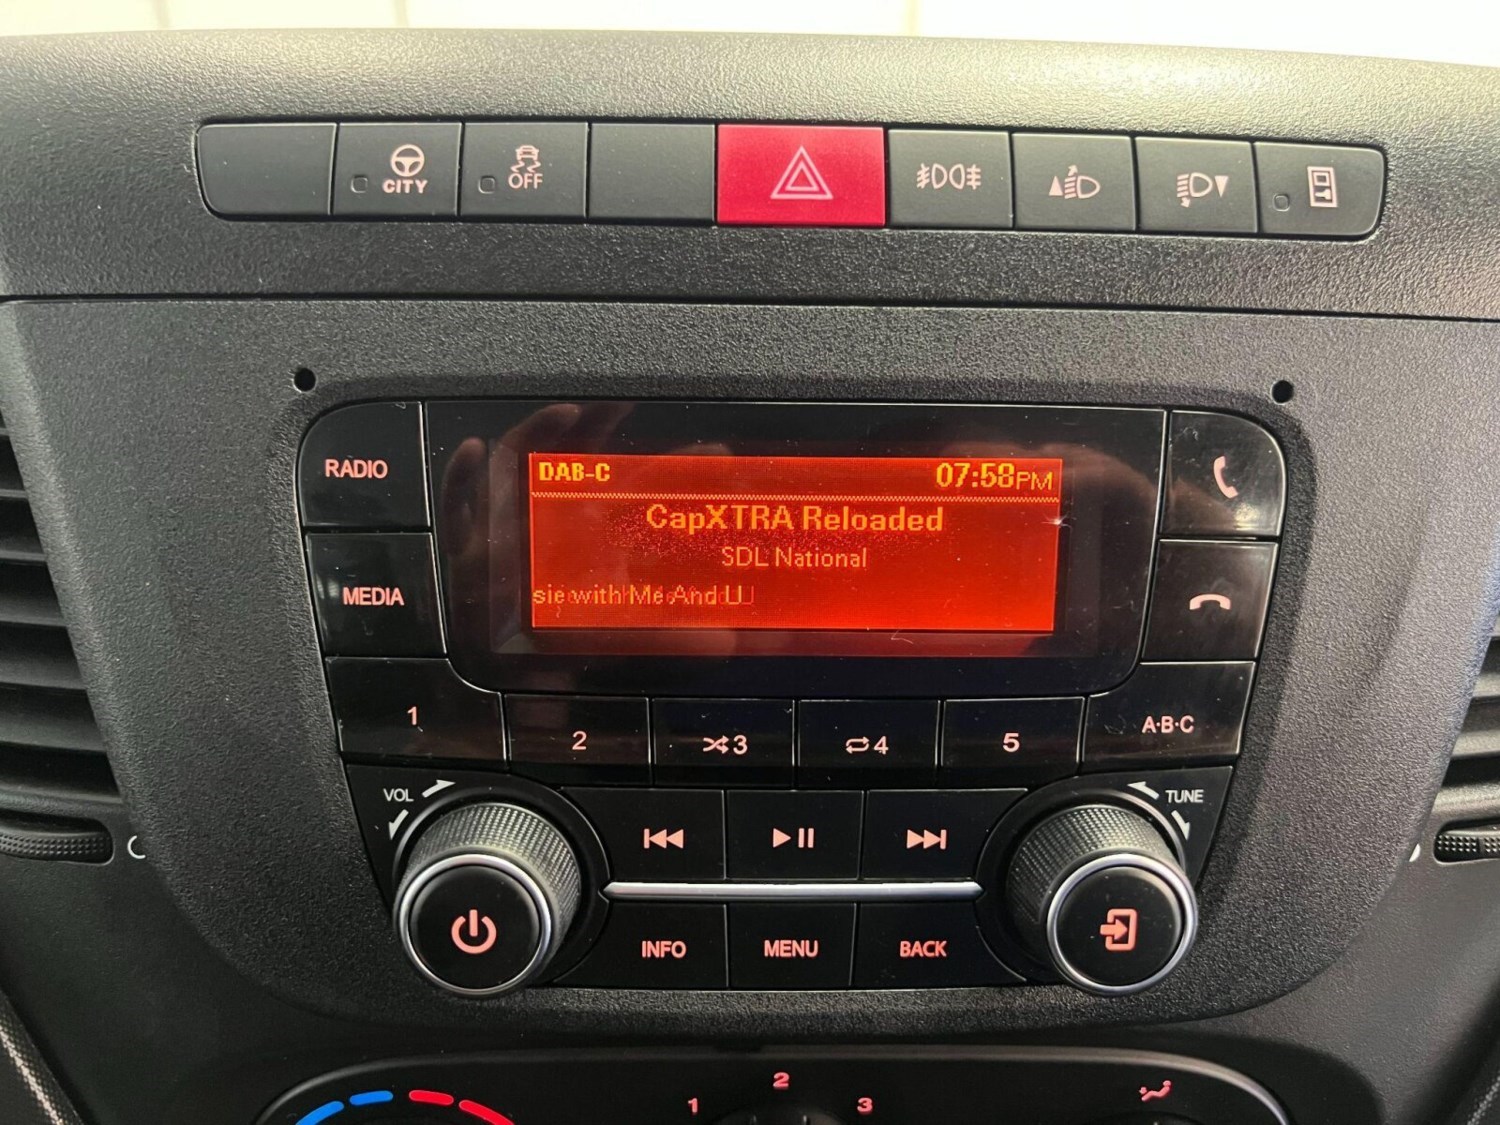 CITY
OFF
RADIO
MEDIA
DAB-C
07:58PM
CapXTRA Reloaded
SDL National
sie with Me And U
1
2
3
4
5
A·B·C
VOL
TUNE
INFO
MENU
BACK
1
2
3